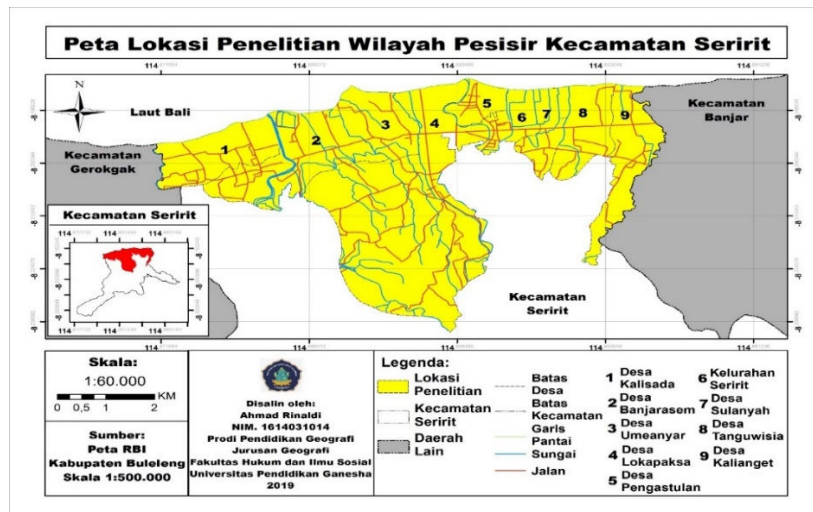 Peta Lokasi Penelitian Wilayah Pesisir Kecamatan Seririt
N
Laut Bali
Kecamatan
Gerokgak
Kecamatan
Banjar
1
2
3
4
5
6
7
8
9
Kecamatan
Seririt
Kecamatan Seririt
Skala:
1:60.000
KM
0 0,5 1 2
Sumber:
Peta RBI
Kabupaten Buleleng
Skala 1:500.000
Disalin oleh:
Ahmad Rinaldi
NIM. 1614031014
Prodi Pendidikan Geografi
Jurusan Geografi
Fakultas Hukum dan Ilmu Sosial
Universitas Pendidikan Ganesha
2019
Legenda:
Lokasi
Penelitian
Kecamatan
Seririt
Daerah
Lain
Batas
Desa
Batas
Kecamatan
Garis
Pantai
Sungai
Jalan
1 Desa
Kalisada
2 Desa
Banjarasem
3 Desa
Umeanyar
4 Desa
Lokapaksa
5 Desa
Pengastulan
6 Kelurahan
Seririt
7 Desa
Sulanyah
8 Desa
Tanguwisia
9 Desa
Kalianget